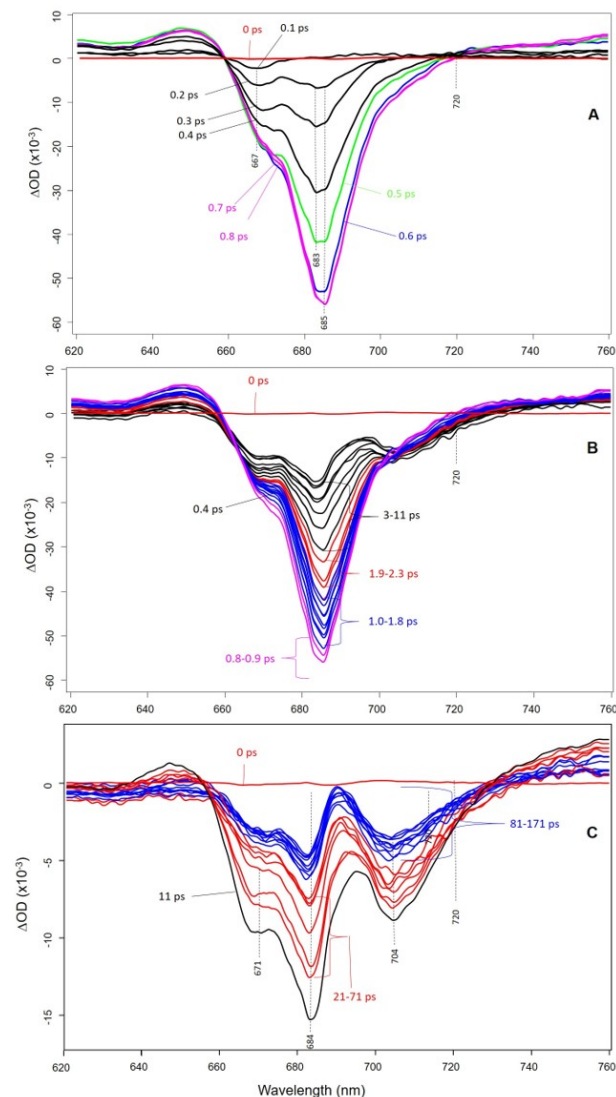 10
0 ps
0.1 ps
0
0.2 ps
-10
0.3 ps
720
A
0.4 ps
-20
667
ΔOD (x10⁻³)
-30
0.7 ps
0.5 ps
0.8 ps
-40
683
0.6 ps
-50
685
-60
620 640 660 680 700 720 740 760
10
0 ps
0
B
-10
720
0.4 ps
3-11 ps
-20
ΔOD (x10⁻³)
-30
1.9-2.3 ps
-40
1.0-1.8 ps
-50
0.8-0.9 ps
-60
620 640 660 680 700 720 740 760
0 ps
C
0
81-171 ps
-5
ΔOD (x10⁻³)
11 ps
720
-10
671
704
21-71 ps
-15
684
620 640 660 680 700 720 740 760
Wavelength (nm)